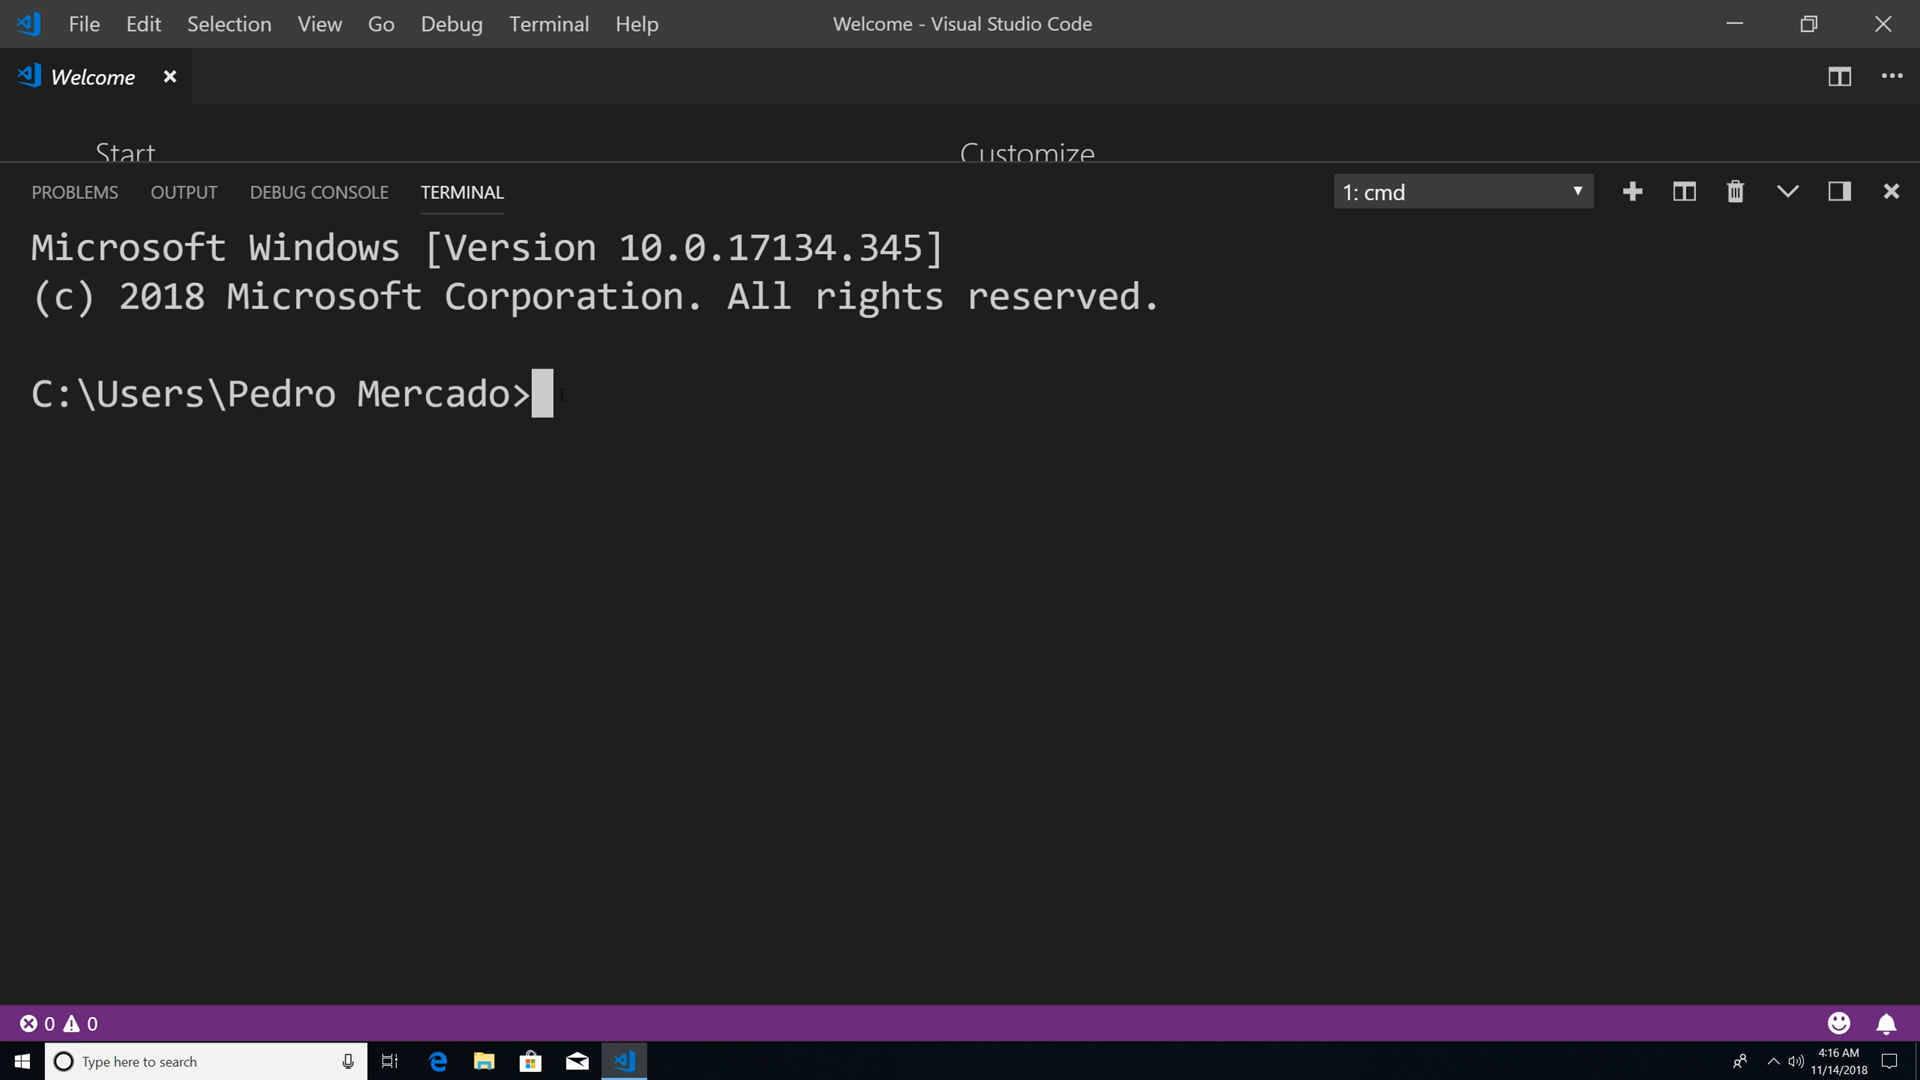 File Edit Selection View Go Debug Terminal Help Welcome - Visual Studio Code
Welcome
Start Customize
PROBLEMS OUTPUT DEBUG CONSOLE TERMINAL 1: cmd
Microsoft Windows [Version 10.0.17134.345]
(c) 2018 Microsoft Corporation. All rights reserved.
C:\Users\Pedro Mercado>
0 0
Type here to search 4:16 AM
11/14/2018